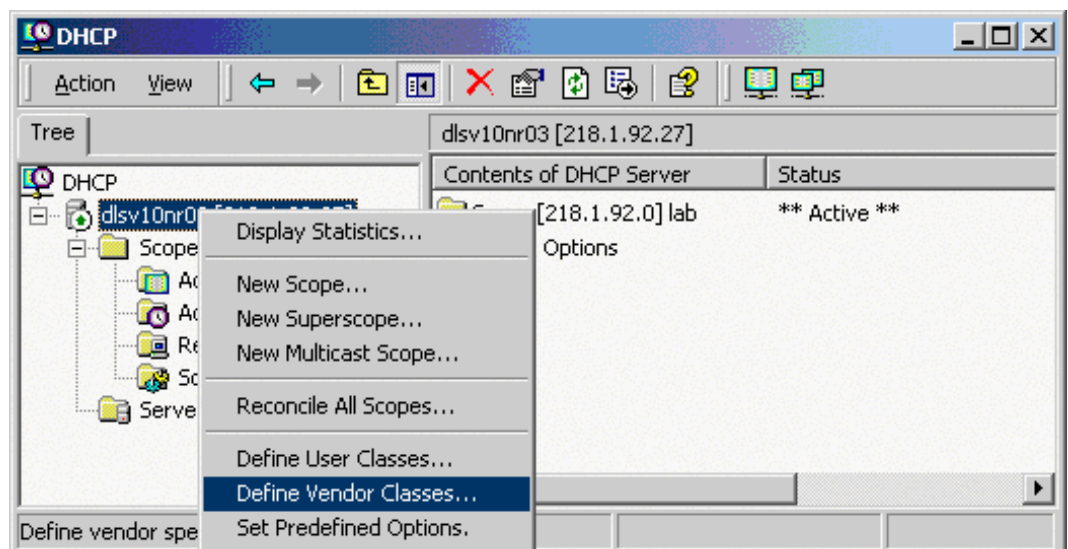 DHCP
Action View
Tree
dlsv10nr03 [218.1.92.27]
DHCP
Contents of DHCP Server Status
[218.1.92.0] lab ** Active **
Options
Scope
Serve
Display Statistics...
New Scope...
New Superscope...
New Multicast Scope...
Reconcile All Scopes...
Define User Classes...
Define Vendor Classes...
Set Predefined Options.
Define vendor spe